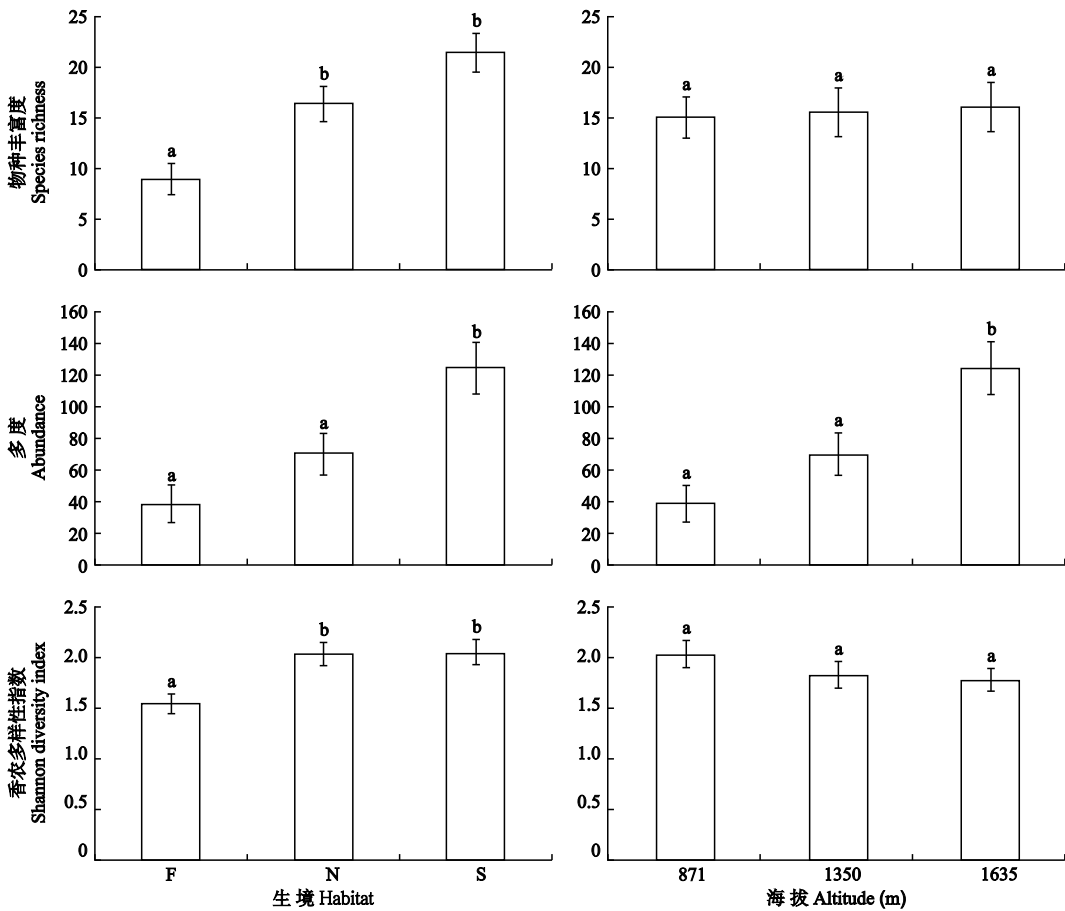 物种丰富度
Species richness
25
20
15
10
5
0
a
b
b
25
20
15
10
5
0
a
a
a
多 度
Abundance
160
140
120
100
80
60
40
20
0
a
a
b
160
140
120
100
80
60
40
20
0
a
a
b
香农多样性指数
Shannon diversity index
2.5
2.0
1.5
1.0
0.5
0
a
b
b
F
N
S
生 境 Habitat
2.5
2.0
1.5
1.0
0.5
0
a
a
a
871
1350
1635
海 拔 Altitude (m)